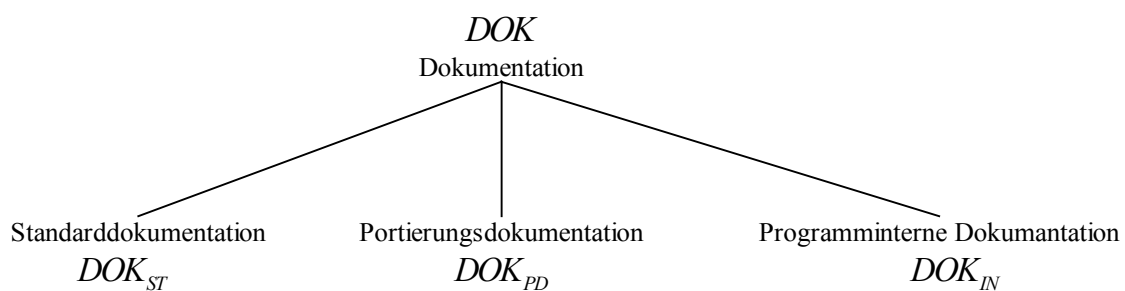 DOK
Dokumentation
Standarddokumentation Portierungsdokumentation Programminterne Dokumantation
DOK_ST DOK_PD DOK_IN